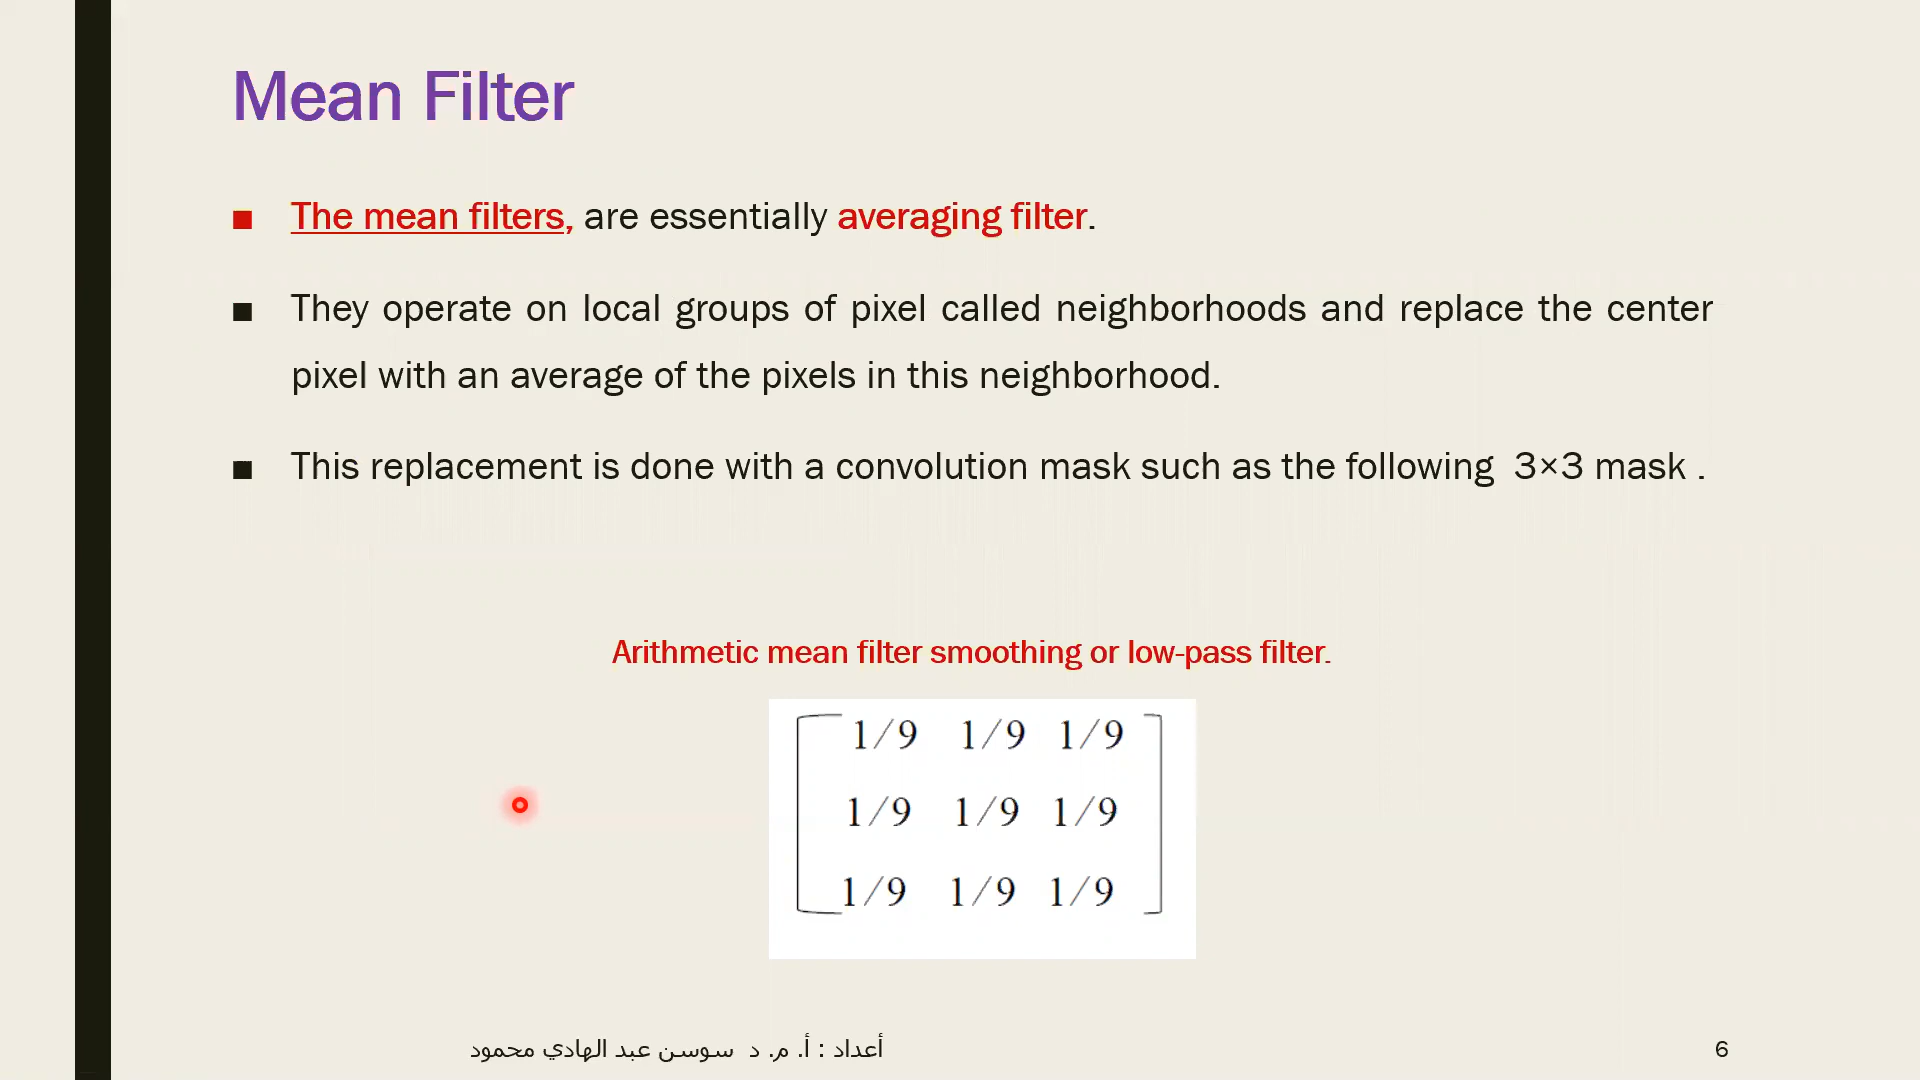 Mean Filter
■ The mean filters, are essentially averaging filter.
■ They operate on local groups of pixel called neighborhoods and replace the center
pixel with an average of the pixels in this neighborhood.
■ This replacement is done with a convolution mask such as the following 3×3 mask .
Arithmetic mean filter smoothing or low-pass filter.
1/9 1/9 1/9
1/9 1/9 1/9
1/9 1/9 1/9
أعداد : أ. م. د سوسن عبد الهادي محمود
6